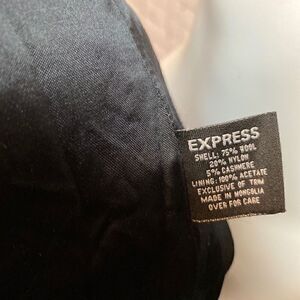 EXPRESS
SHELL: 75% WOOL
20% NYLON
5% CASHMERE
LINING: 100% ACETATE
EXCLUSIVE OF TRIM
MADE IN MONGOLIA
OVER FOR CARE